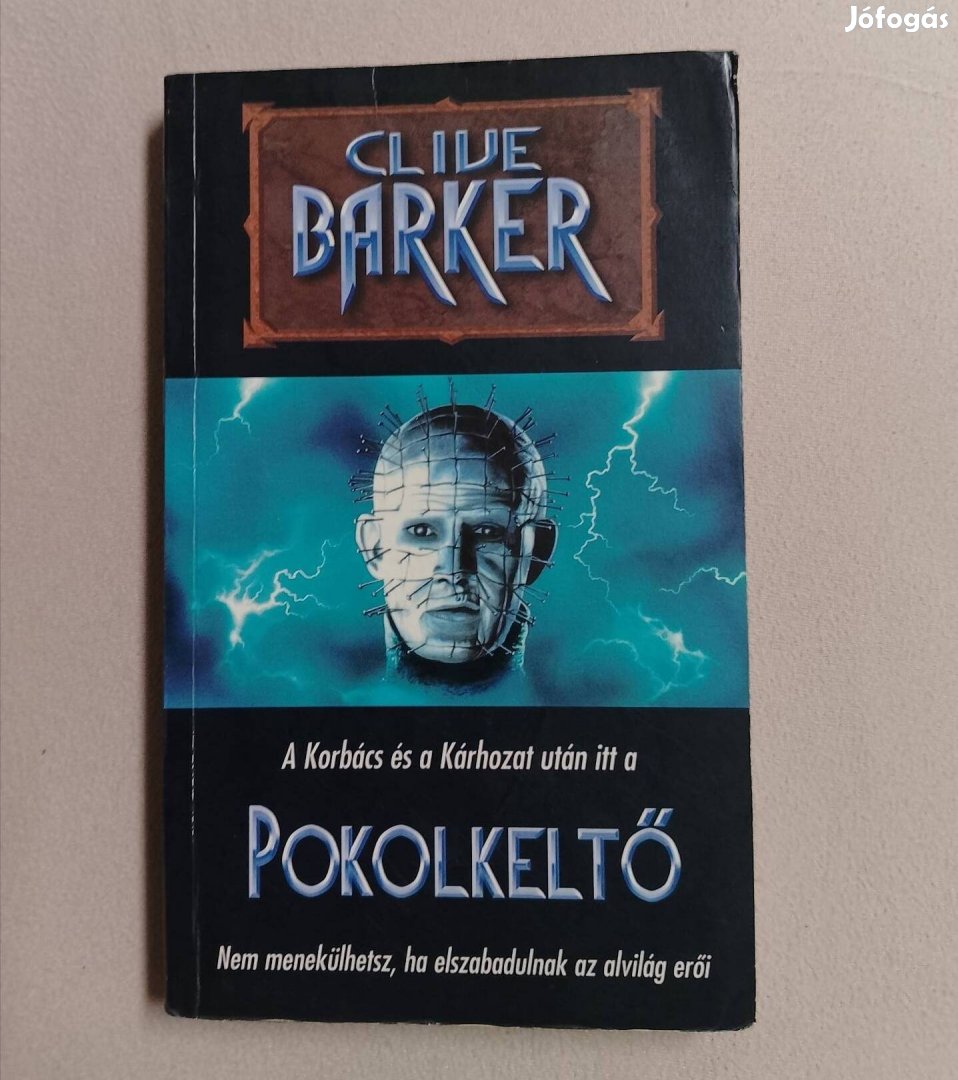 Jófogás
CLIVE
BARKER
A Korbács és a Kárhozat után itt a
POKOLKELTŐ
Nem menekülhetsz, ha elszabadulnak az alvilág erői